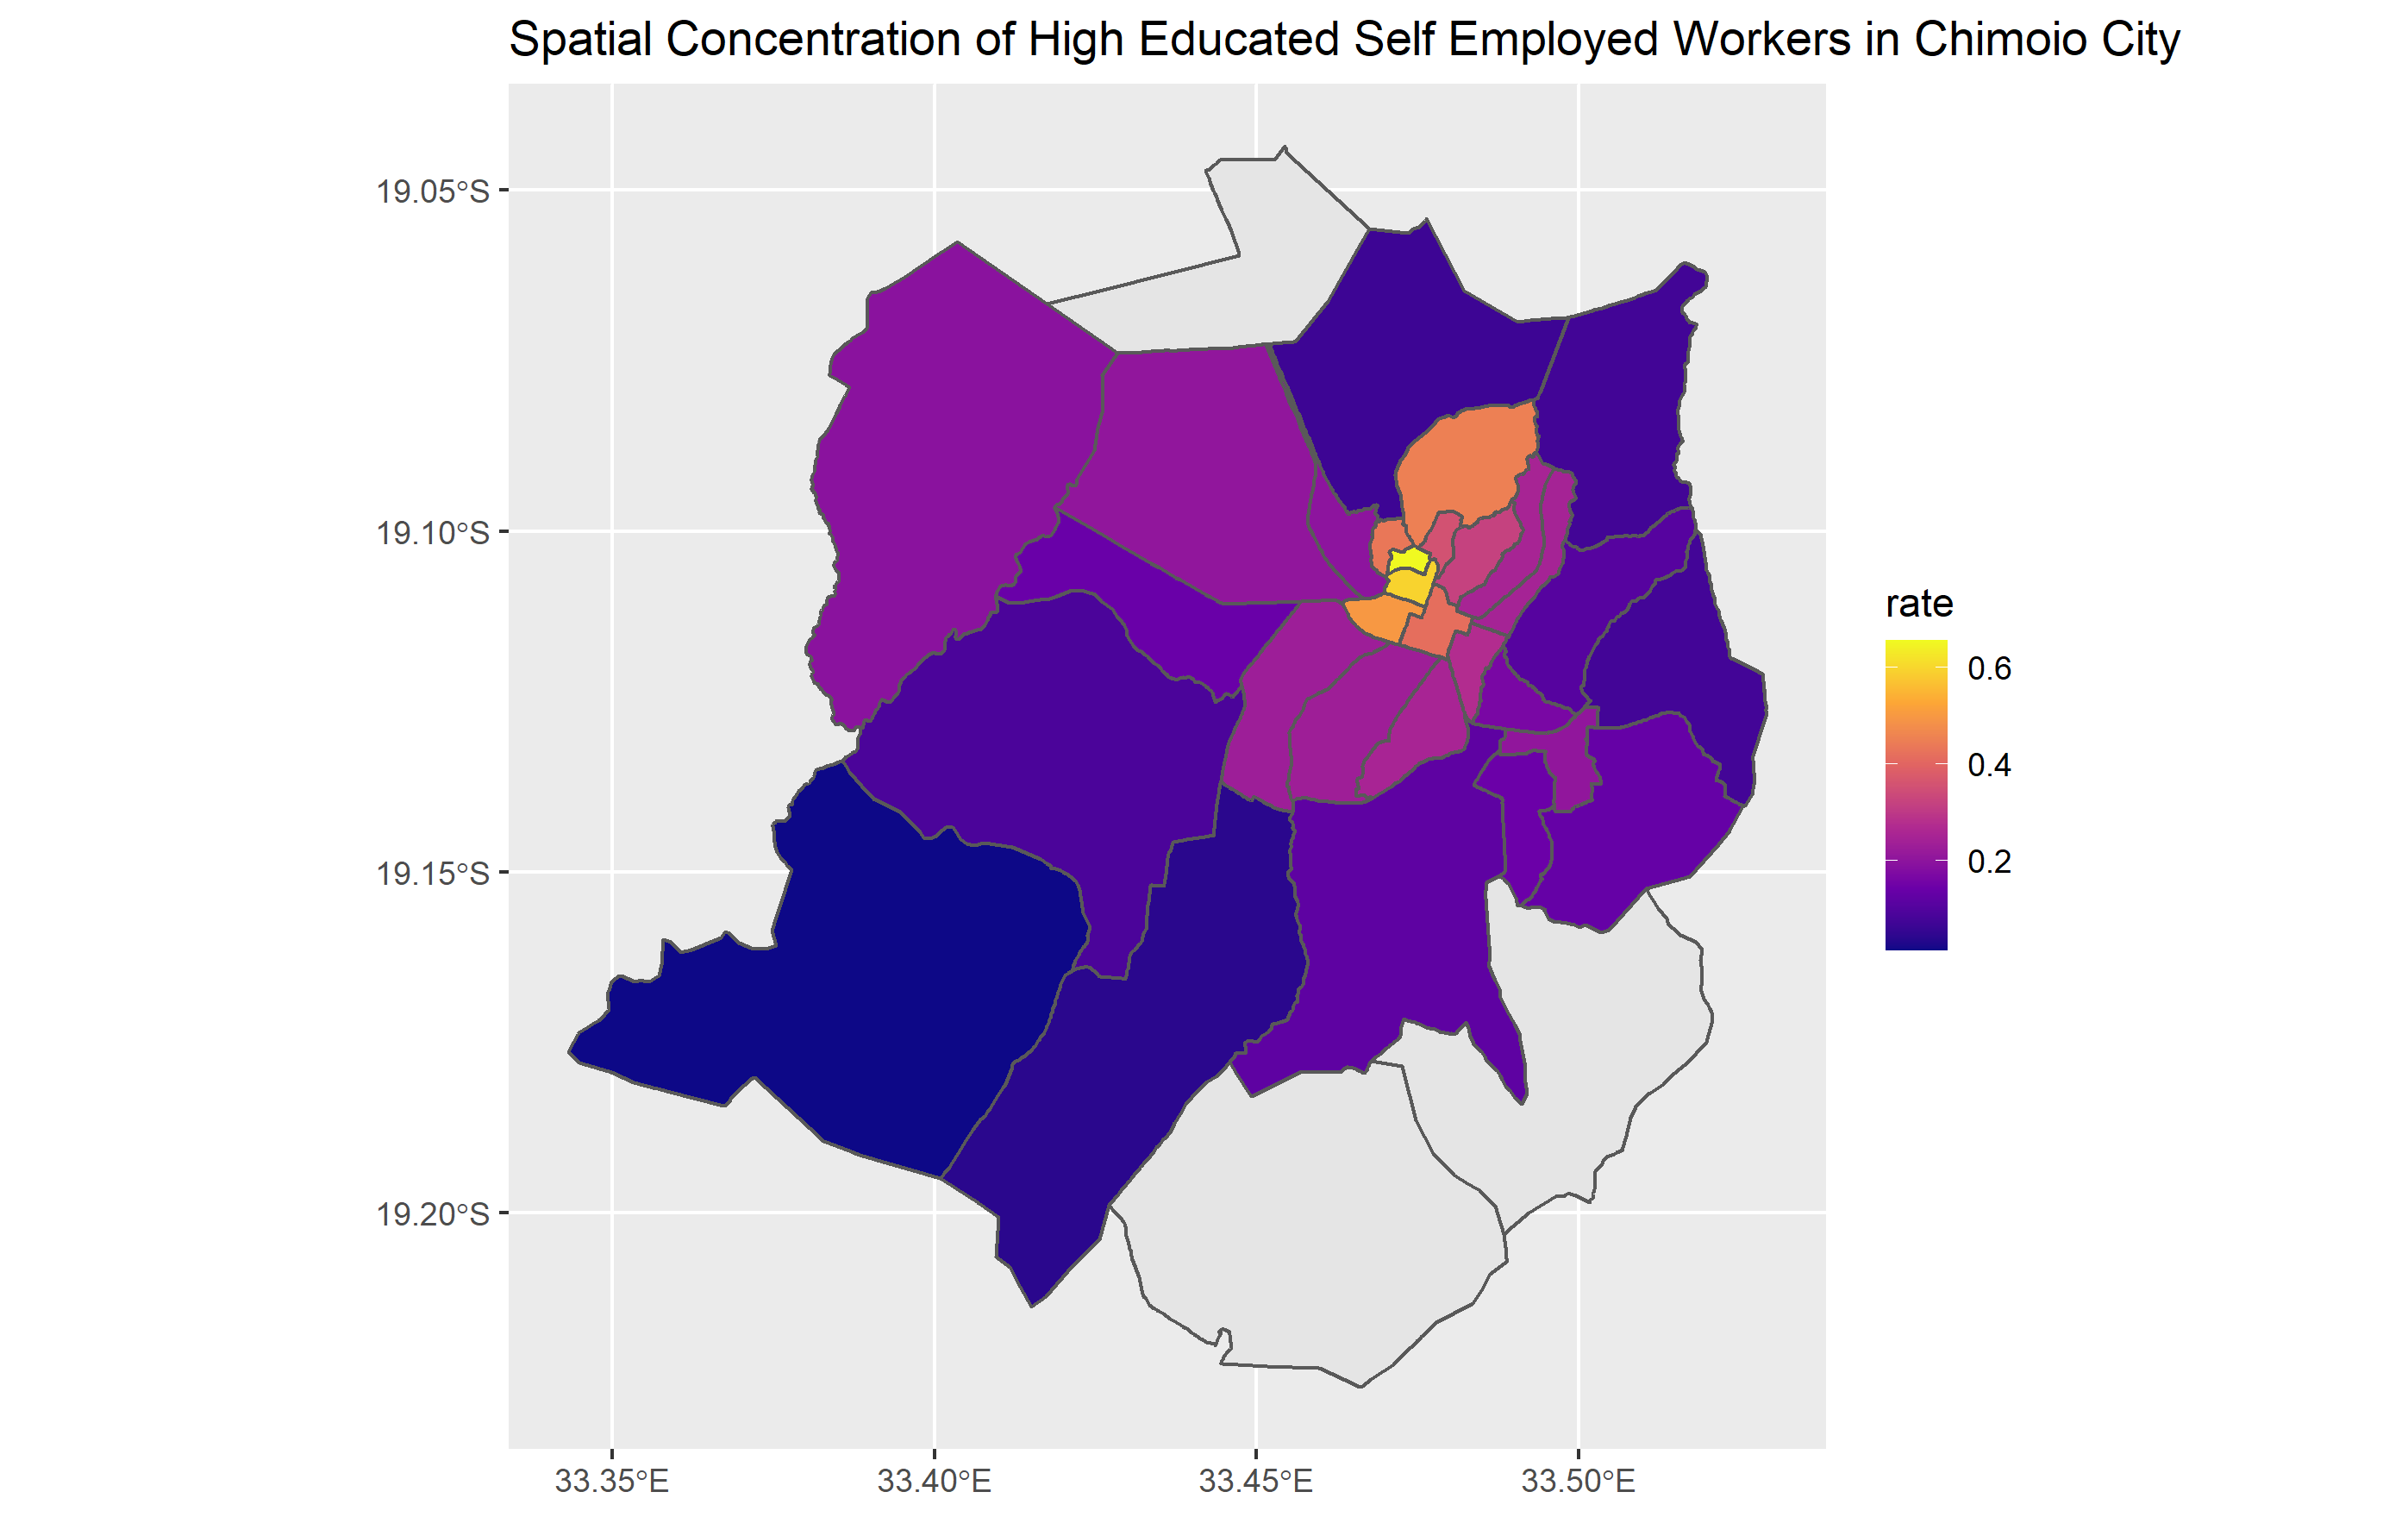 Spatial Concentration of High Educated Self Employed Workers in Chimoio City
19.05°S
19.10°S
19.15°S
19.20°S
33.35°E
33.40°E
33.45°E
33.50°E
rate
0.6
0.4
0.2